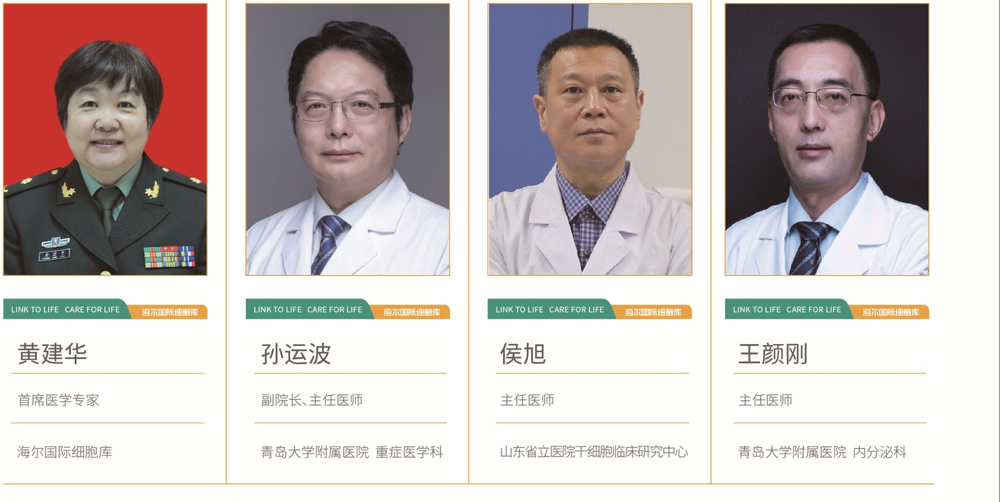 LINK TO LIFE CARE FOR LIFE 海尔国际细胞库
黄建华
首席医学专家
海尔国际细胞库
LINK TO LIFE CARE FOR LIFE 海尔国际细胞库
孙运波
副院长、主任医师
青岛大学附属医院 重症医学科
LINK TO LIFE CARE FOR LIFE 海尔国际细胞库
侯旭
主任医师
山东省立医院干细胞临床研究中心
LINK TO LIFE CARE FOR LIFE 海尔国际细胞库
王颜刚
主任医师
青岛大学附属医院 内分泌科